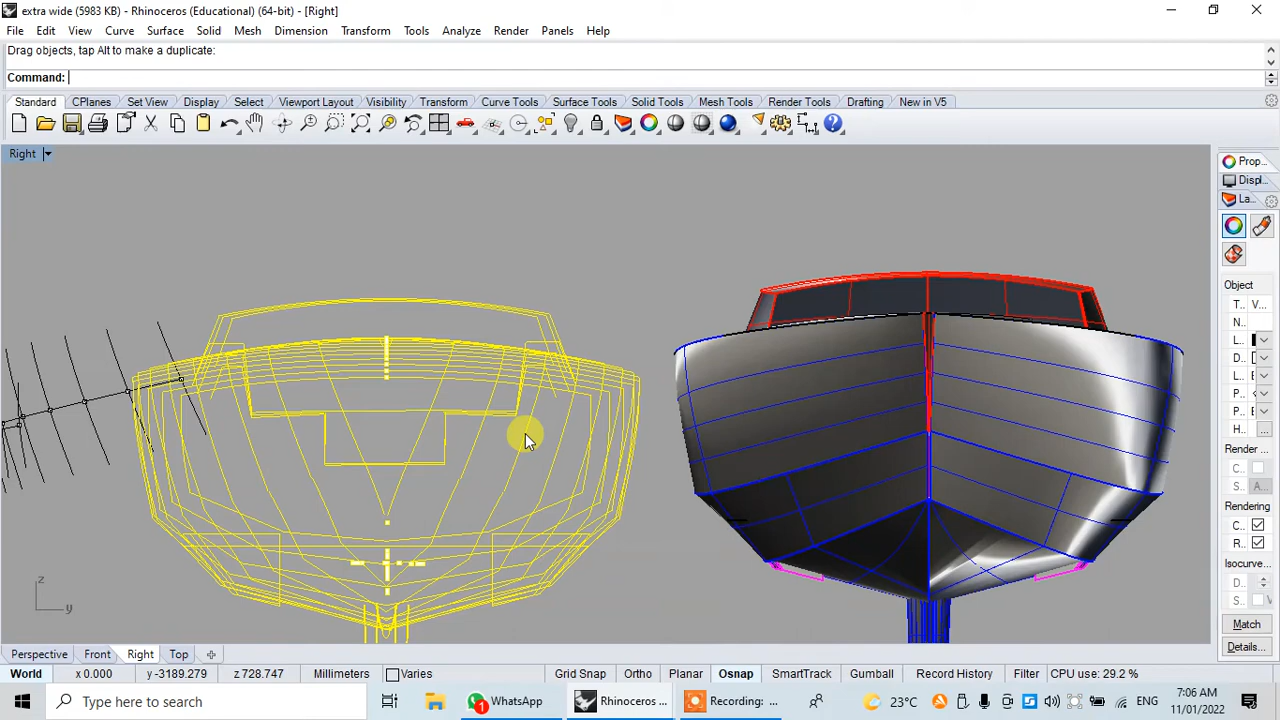 extra wide (5983 KB) - Rhinoceros (Educational) (64-bit) - [Right]
File Edit View Curve Surface Solid Mesh Dimension Transform Tools Analyze Render Panels Help
Drag objects, tap Alt to make a duplicate:
Command:
Standard CPlanes Set View Display Select Viewport Layout Visibility Transform Curve Tools Surface Tools Solid Tools Mesh Tools Render Tools Drafting New in V5
Right
Prop...
Displ...
La...
Object
T... V...
N...
L...
D...
L... E
P... E
P... E
H... ...
Render ...
C...
S... A...
Rendering
C...
R...
Isocurve...
D...
S... V
Match
Details...
z
y
Perspective Front Right Top
World x 0.000 y -3189.279 z 728.747 Millimeters Varies Grid Snap Ortho Planar Osnap SmartTrack Gumball Record History Filter CPU use: 29.2 %
Type here to search WhatsApp 1 Rhinoceros ... Recording: ... 23°C ENG 7:06 AM
11/01/2022